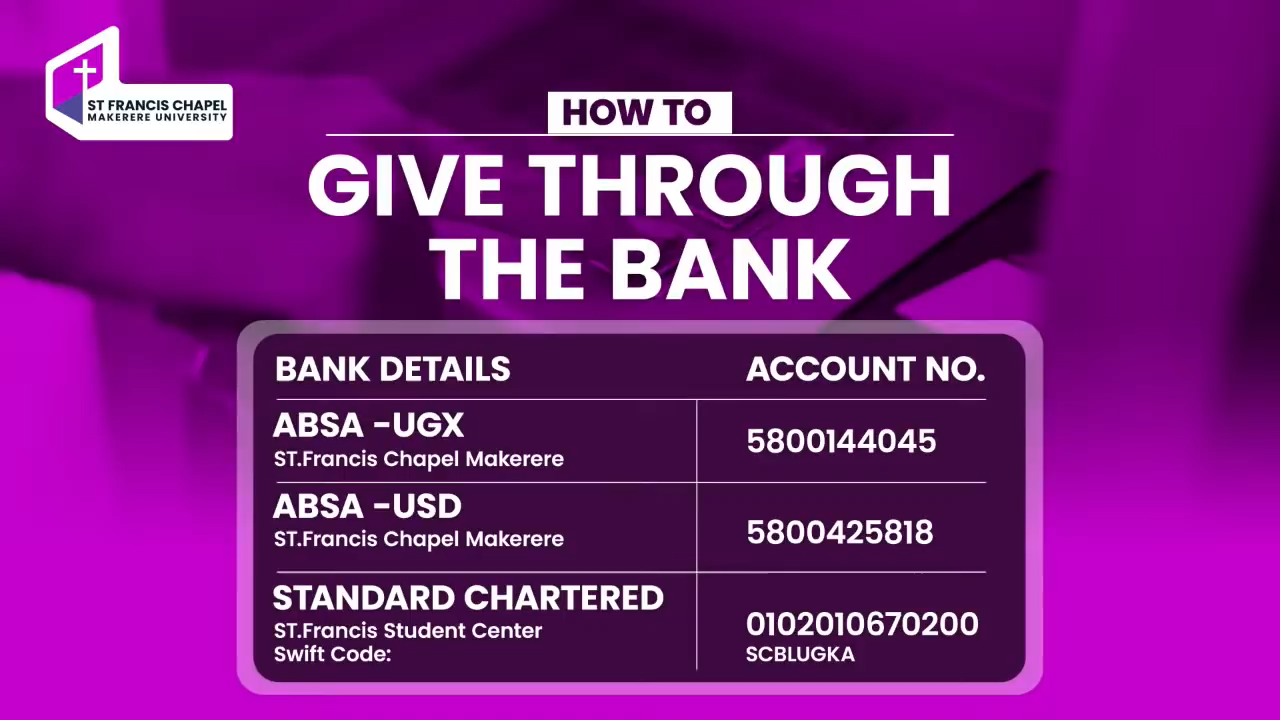 ST FRANCIS CHAPEL
MAKERERE UNIVERSITY
HOW TO
GIVE THROUGH
THE BANK
BANK DETAILS ACCOUNT NO.
ABSA -UGX
ST.Francis Chapel Makerere
5800144045
ABSA -USD
ST.Francis Chapel Makerere
5800425818
STANDARD CHARTERED
ST.Francis Student Center
0102010670200
Swift Code: SCBLUGKA